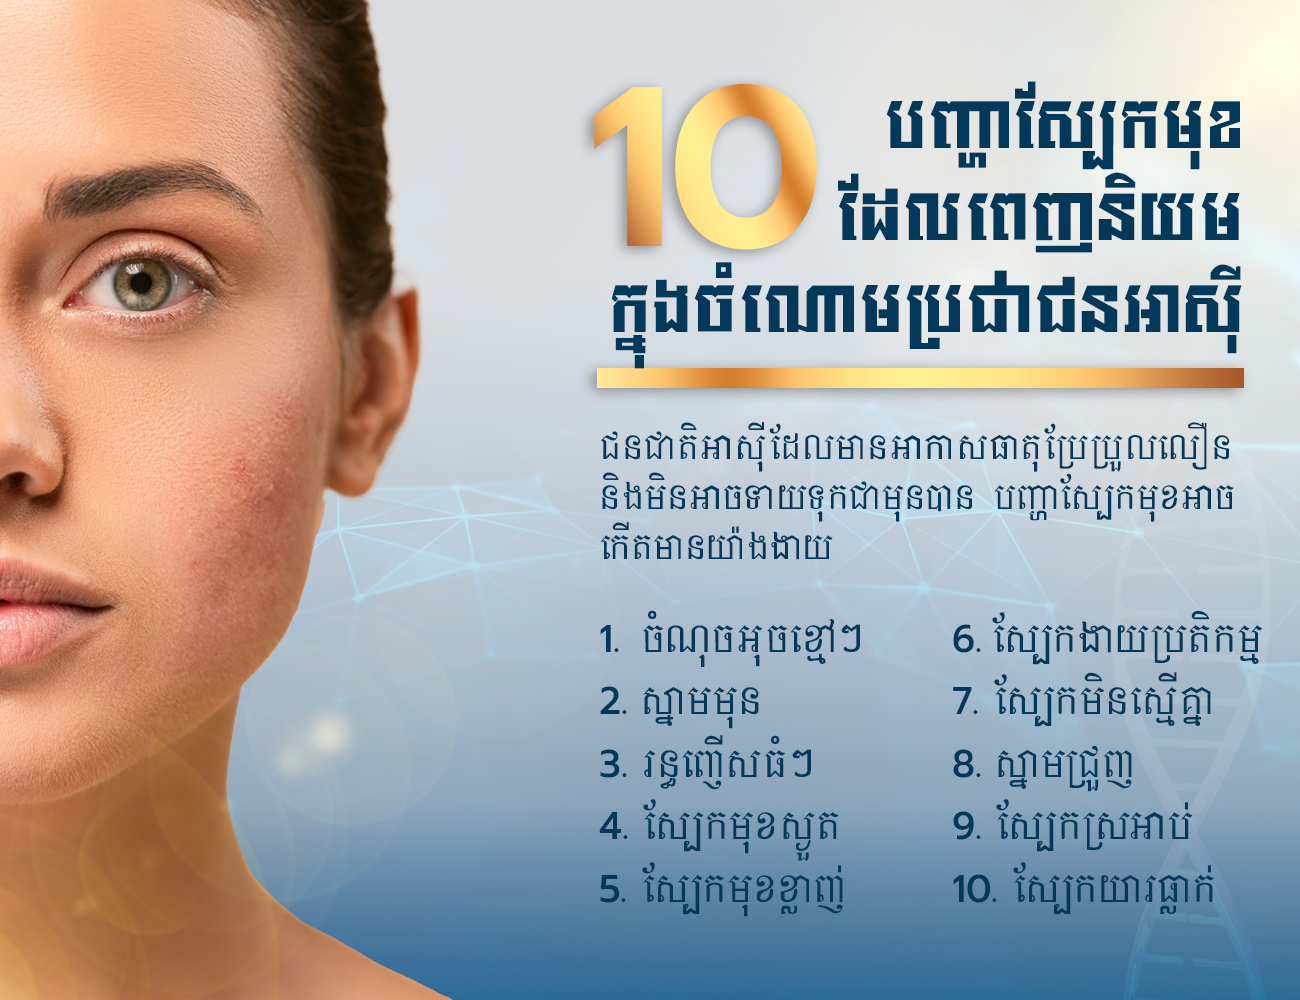 10 បញ្ហាស្បែកមុខ
ដែលពេញនិយម
ក្នុងចំណោមប្រជាជនអាស៊ី
ជនជាតិអាស៊ីដែលមានអាកាសធាតុប្រែប្រួលលឿន
និងមិនអាចទាយទុកជាមុនបាន បញ្ហាស្បែកមុខអាច
កើតមានយ៉ាងងាយ
1. ចំណុចអុចខ្មៅៗ
2. ស្នាមមុន
3. រន្ធញើសធំៗ
4. ស្បែកមុខស្ងួត
5. ស្បែកមុខខ្លាញ់
6. ស្បែកងាយប្រតិកម្ម
7. ស្បែកមិនស្មើគ្នា
8. ស្នាមជ្រួញ
9. ស្បែកស្រអាប់
10. ស្បែកយារធ្លាក់